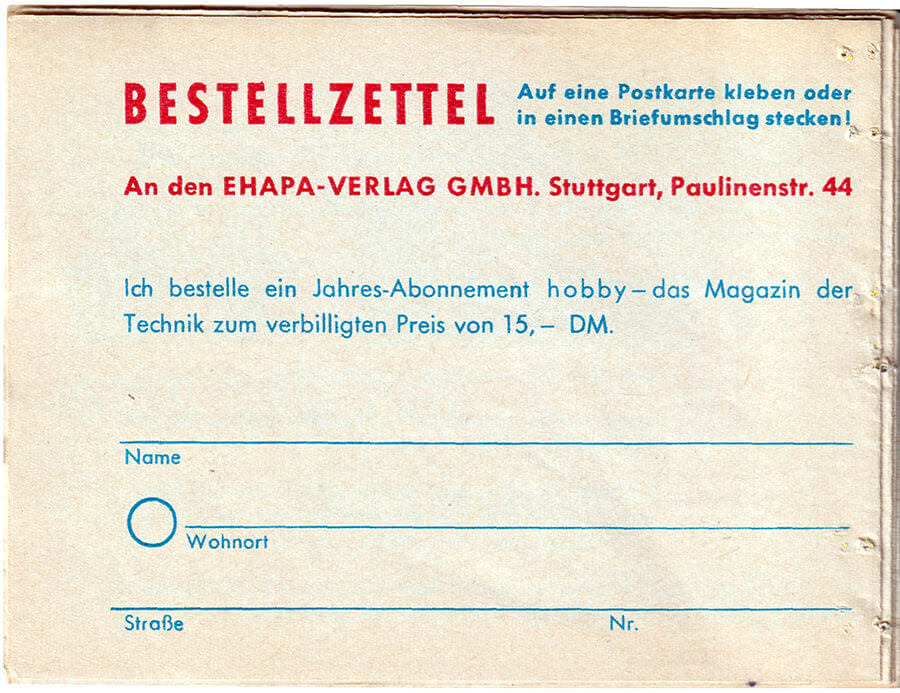 BESTELLZETTEL
Auf eine Postkarte kleben oder
in einen Briefumschlag stecken!
An den EHAPA-VERLAG GMBH. Stuttgart, Paulinenstr. 44
Ich bestelle ein Jahres-Abonnement hobby – das Magazin der
Technik zum verbilligten Preis von 15,– DM.
Name
Wohnort
Straße Nr.